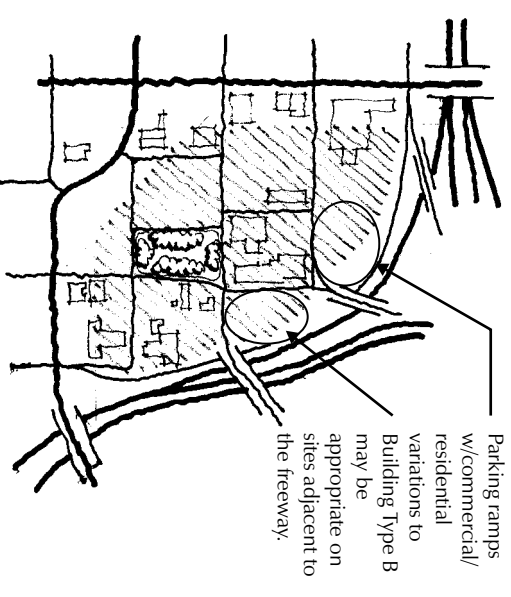 Parking ramps
w/commercial/
residential
variations to
Building Type B
may be
appropriate on
sites adjacent to
the freeway.